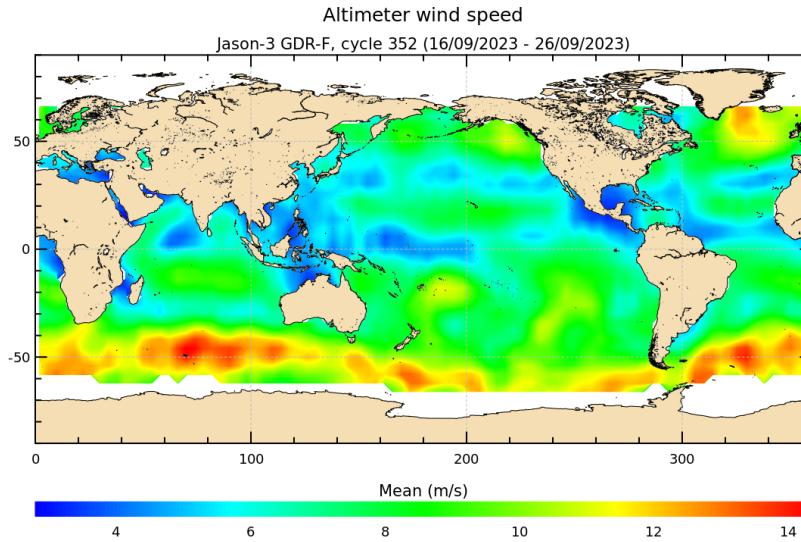 Altimeter wind speed
Jason-3 GDR-F, cycle 352 (16/09/2023 - 26/09/2023)
50
0
-50
0 100 200 300
Mean (m/s)
4 6 8 10 12 14